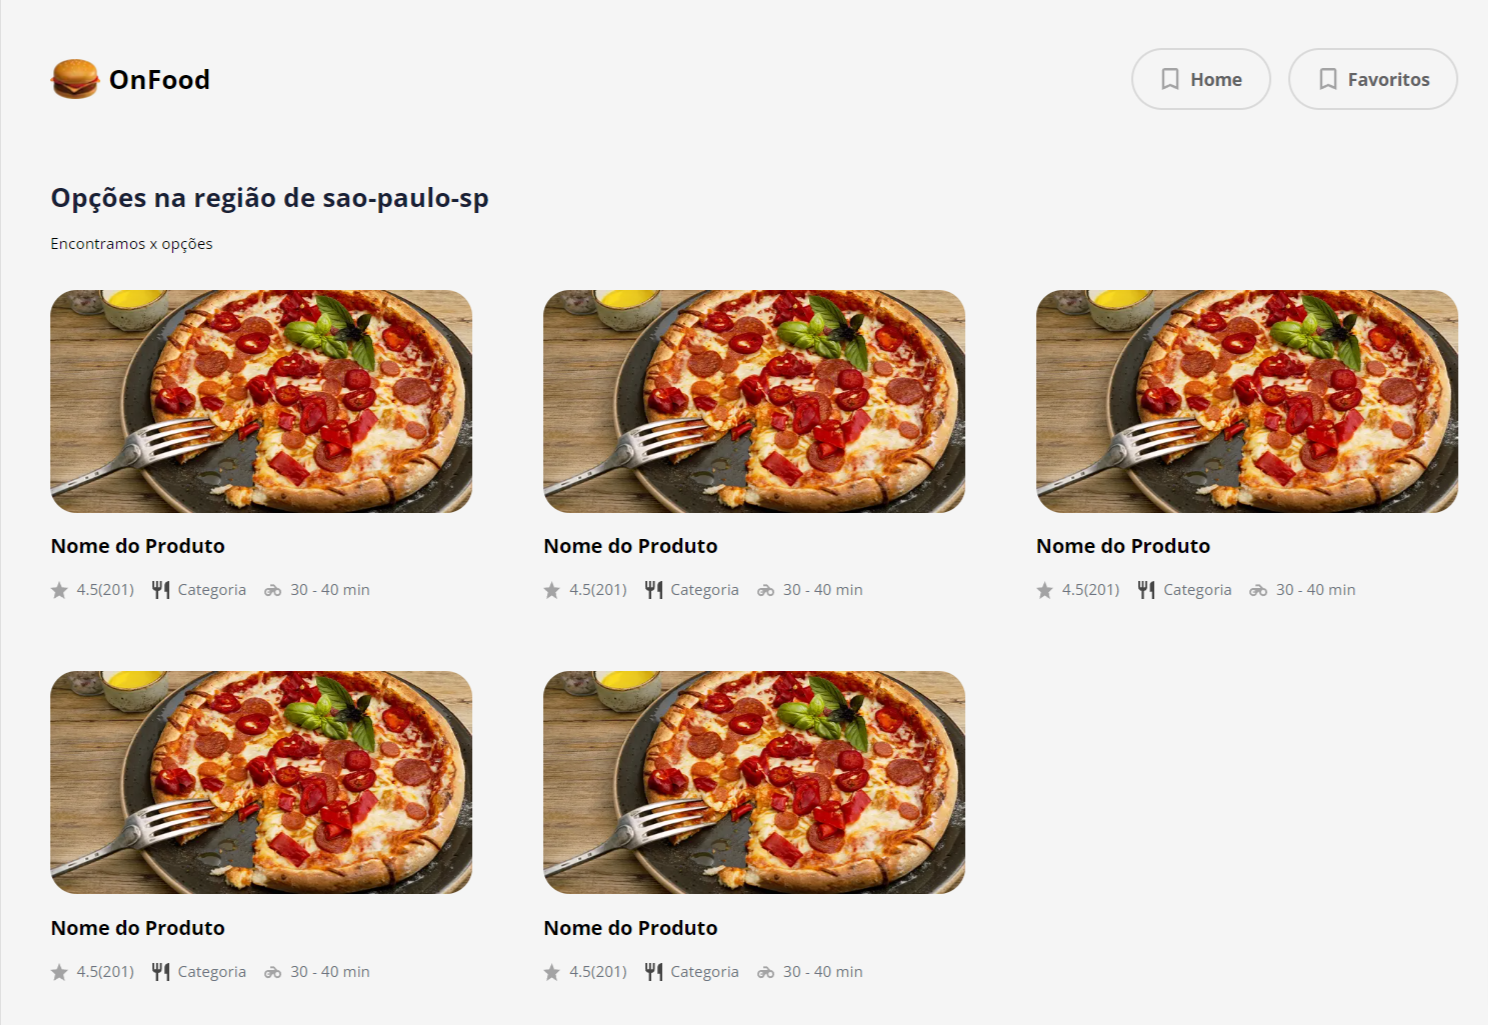 OnFood
Home
Favoritos
Opções na região de sao-paulo-sp
Encontramos x opções
Nome do Produto
4.5(201) Categoria 30 - 40 min
Nome do Produto
4.5(201) Categoria 30 - 40 min
Nome do Produto
4.5(201) Categoria 30 - 40 min
Nome do Produto
4.5(201) Categoria 30 - 40 min
Nome do Produto
4.5(201) Categoria 30 - 40 min